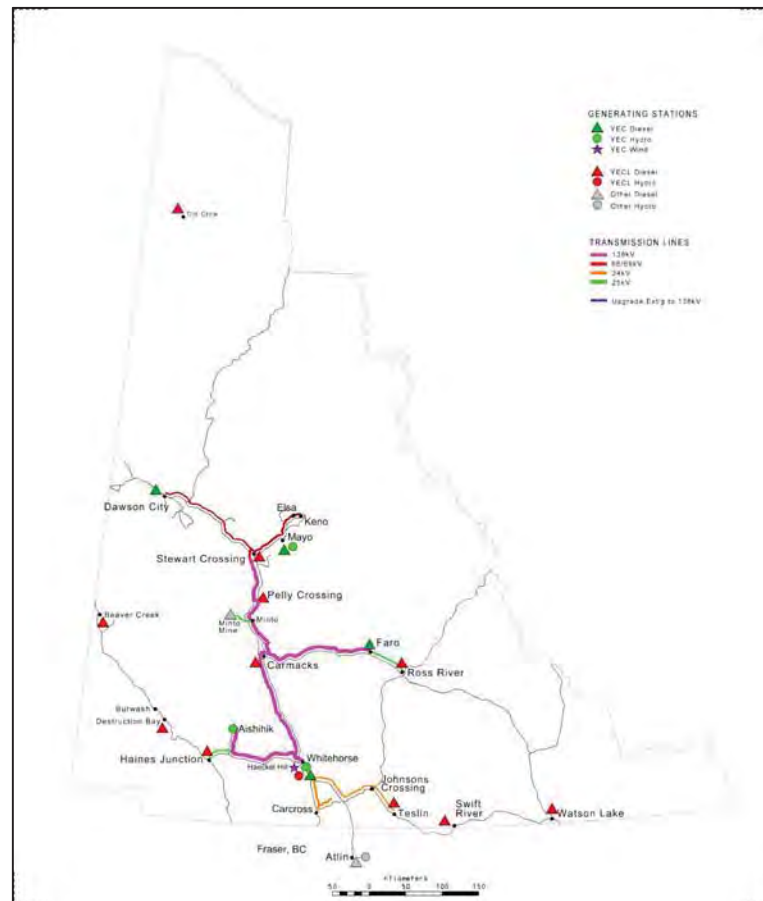 GENERATING STATIONS
YEC Diesel
YEC Hydro
YEC Wind
YECL Diesel
YECL Hydro
Other Diesel
Other Hydro
TRANSMISSION LINES
138kV
66/69kV
34kV
25kV
Upgrade Ext'g to 138kV
Old Crow
Dawson City
Elsa
Keno
Mayo
Stewart Crossing
Pelly Crossing
Beaver Creek
Minto
Mine
Minto
Faro
Carmacks
Ross River
Burwash
Destruction Bay
Aishihik
Haines Junction
Haeckel Hill
Whitehorse
Johnsons
Crossing
Carcross
Teslin
Swift
River
Watson Lake
Fraser, BC
Atlin
Kilometers
50 0 50 100 150